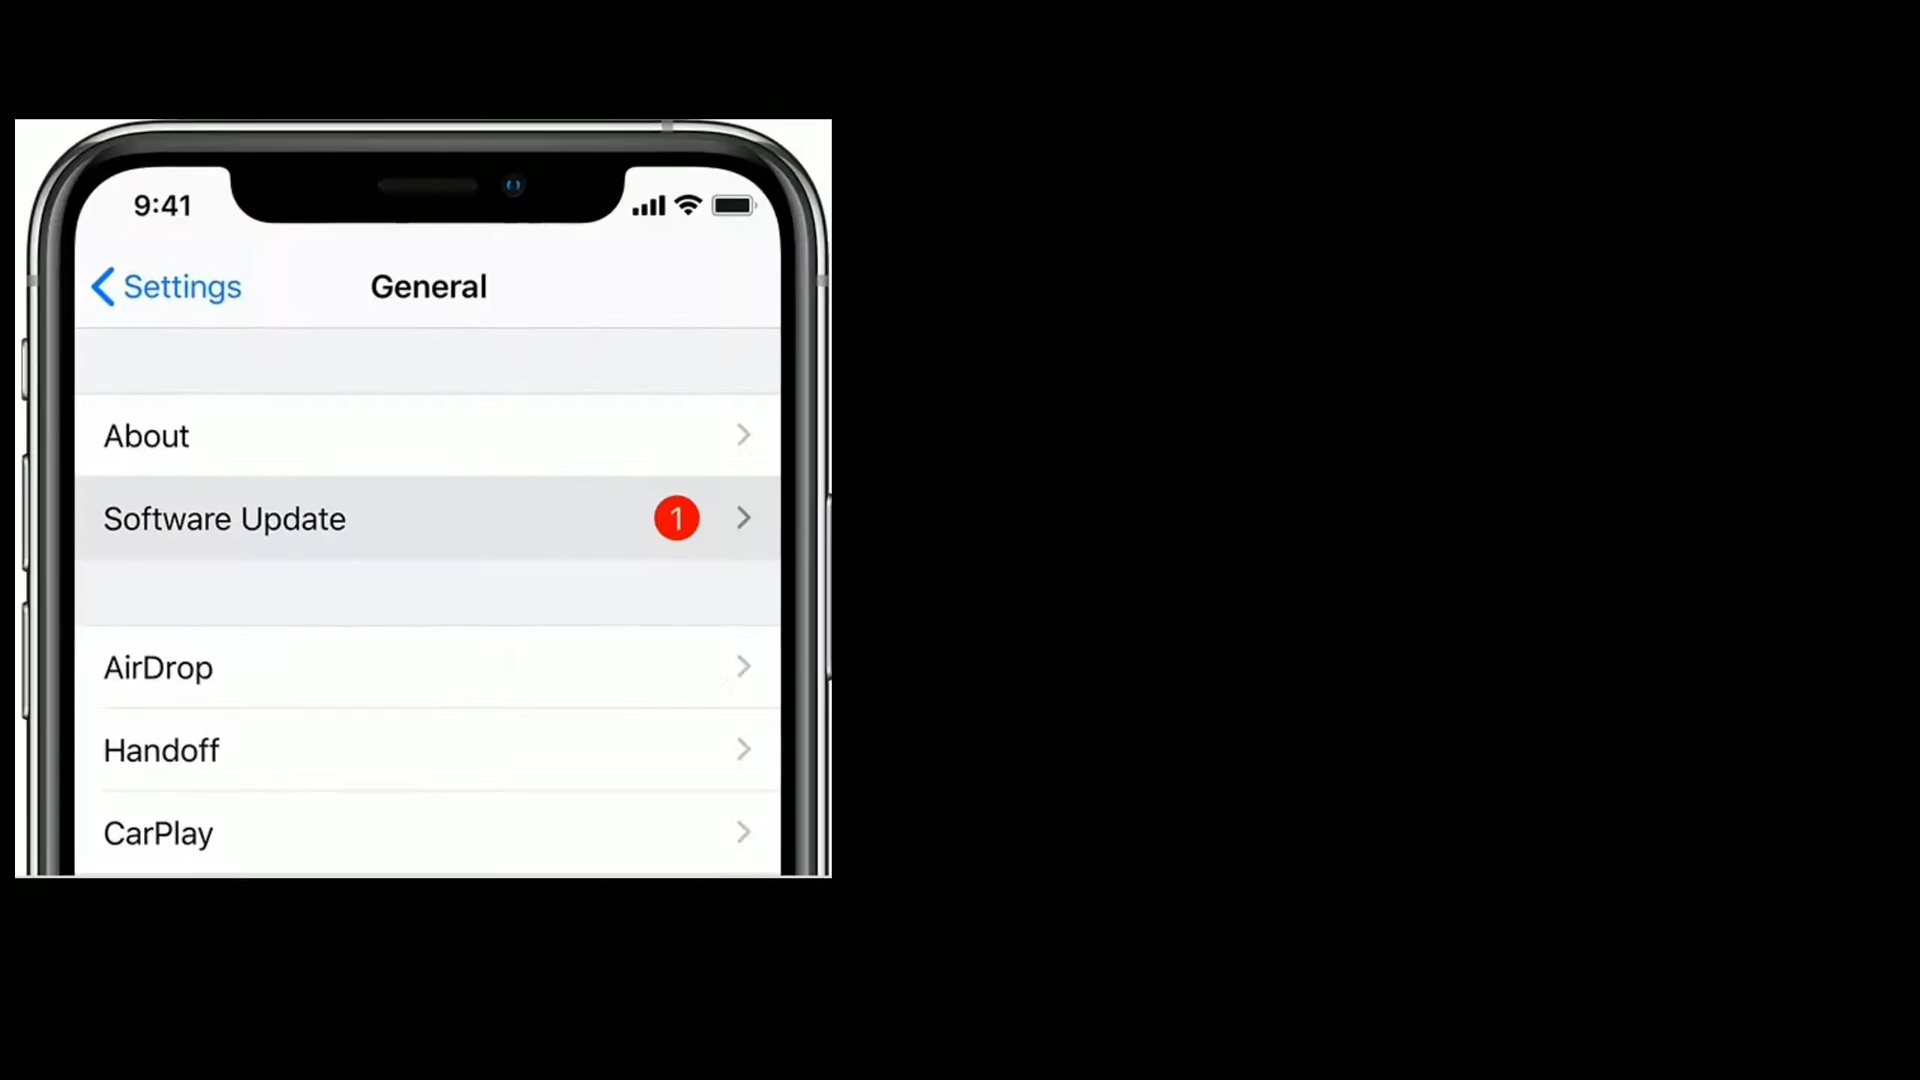 9:41
Settings
General
About
Software Update
1
AirDrop
Handoff
CarPlay